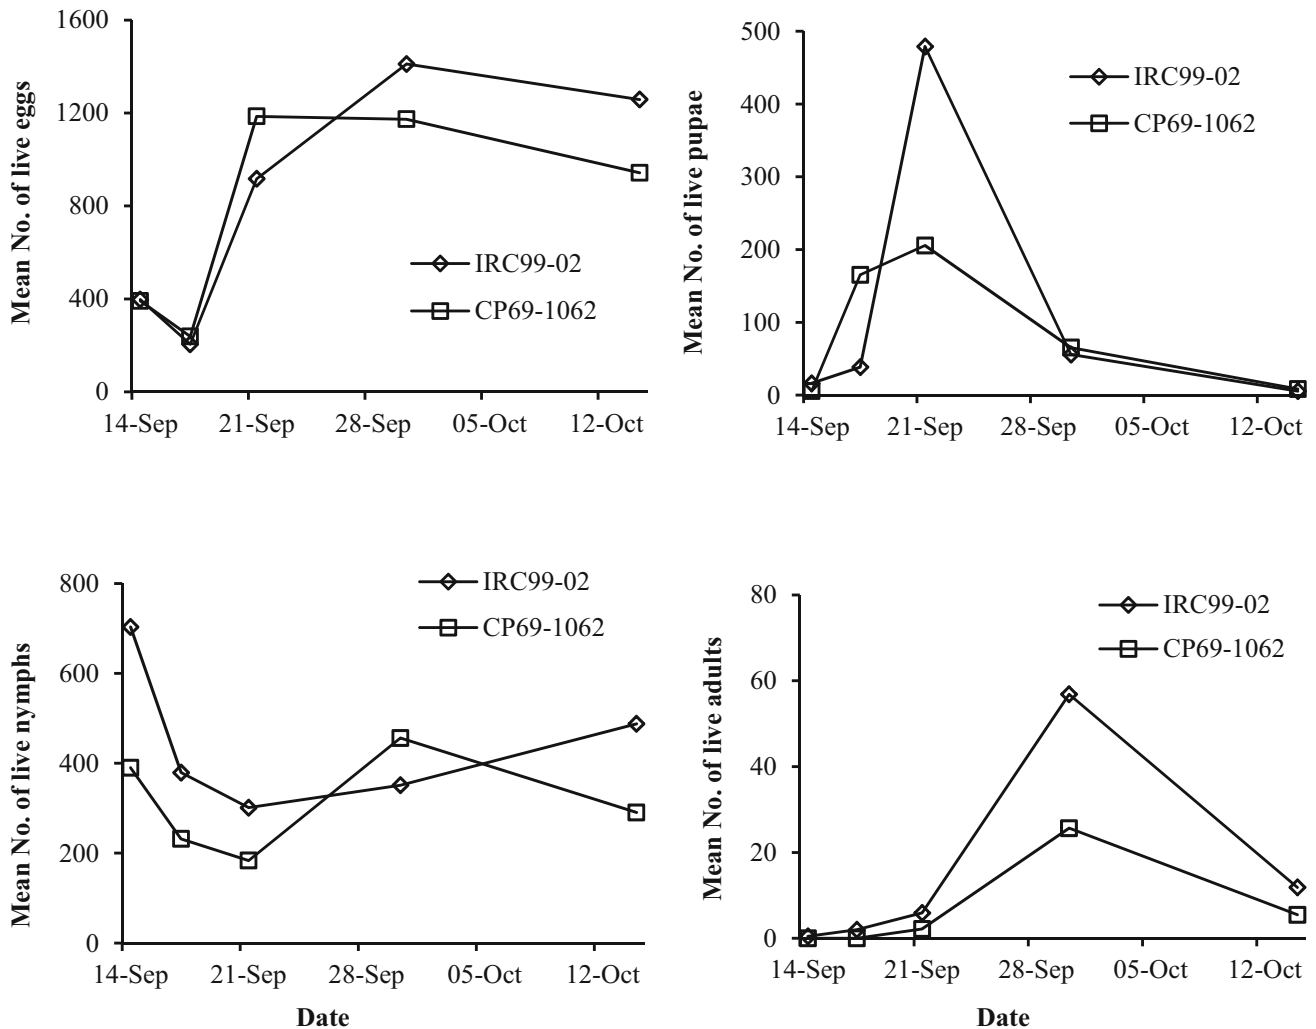 Mean No. of live eggs
1600
1200
800
400
0
IRC99-02
CP69-1062
14-Sep 21-Sep 28-Sep 05-Oct 12-Oct
Mean No. of live pupae
500
400
300
200
100
0
IRC99-02
CP69-1062
14-Sep 21-Sep 28-Sep 05-Oct 12-Oct
Mean No. of live nymphs
800
600
400
200
0
IRC99-02
CP69-1062
14-Sep 21-Sep 28-Sep 05-Oct 12-Oct
Date
Mean No. of live adults
80
60
40
20
0
IRC99-02
CP69-1062
14-Sep 21-Sep 28-Sep 05-Oct 12-Oct
Date